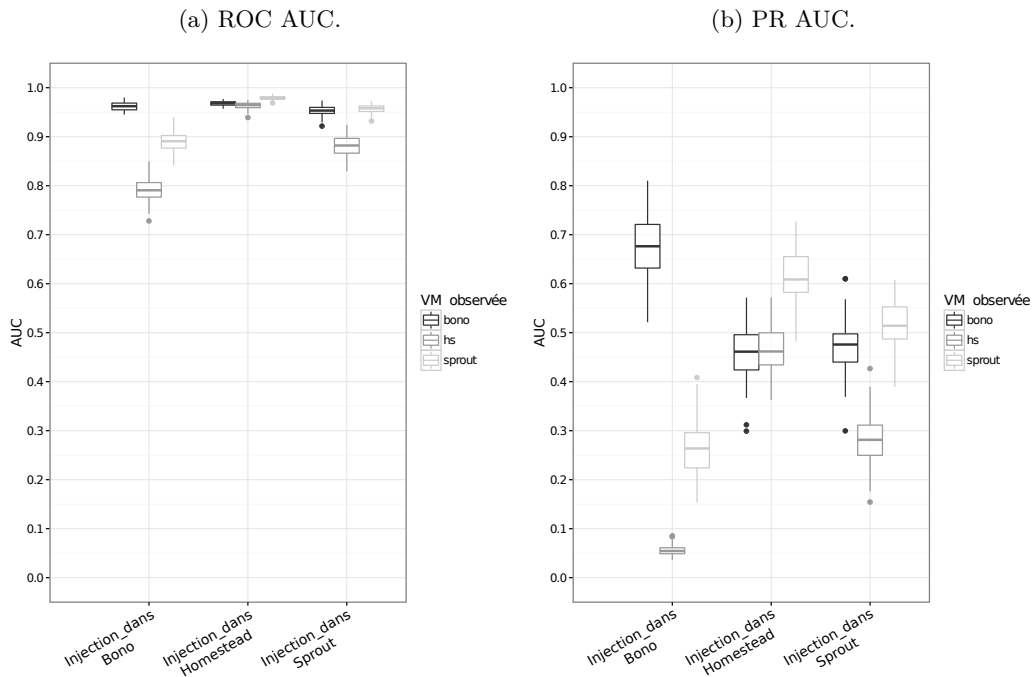 (a) ROC AUC.
1.0
0.9
0.8
0.7
0.6
0.5
0.4
0.3
0.2
0.1
0.0
AUC
Injection_dans
Bono
Injection_dans
Homestead
Injection_dans
Sprout
VM observée
bono
hs
sprout
(b) PR AUC.
1.0
0.9
0.8
0.7
0.6
0.5
0.4
0.3
0.2
0.1
0.0
AUC
Injection_dans
Bono
Injection_dans
Homestead
Injection_dans
Sprout
VM observée
bono
hs
sprout